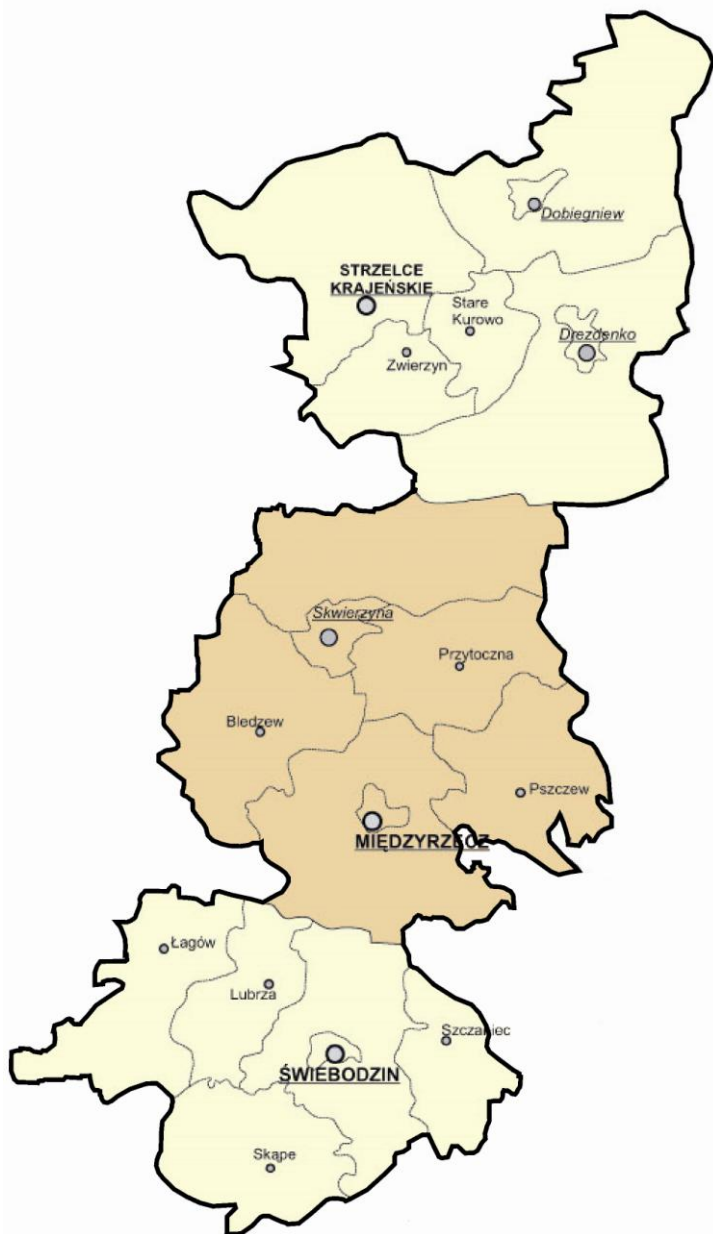 Dobiegniew
STRZELCE
KRAJEŃSKIE
Stare
Kurowo
Drezdenko
Zwierzyn
Skwierzyna
Przytoczna
Bledzew
Pszczew
MIĘDZYRZECZ
Łagów
Lubrza
Szczaniec
ŚWIEBODZIN
Skąpe